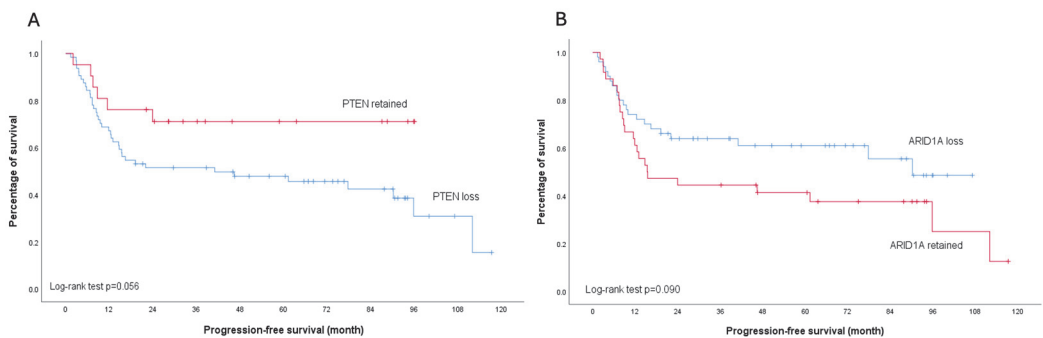 A
Percentage of survival
1.0
0.8
0.6
0.4
0.2
0.0
PTEN retained
PTEN loss
Log-rank test p=0.056
0 12 24 36 48 60 72 84 96 108 120
Progression-free survival (month)
B
Percentage of survival
1.0
0.8
0.6
0.4
0.2
0.0
ARID1A loss
ARID1A retained
Log-rank test p=0.090
0 12 24 36 48 60 72 84 96 108 120
Progression-free survival (month)